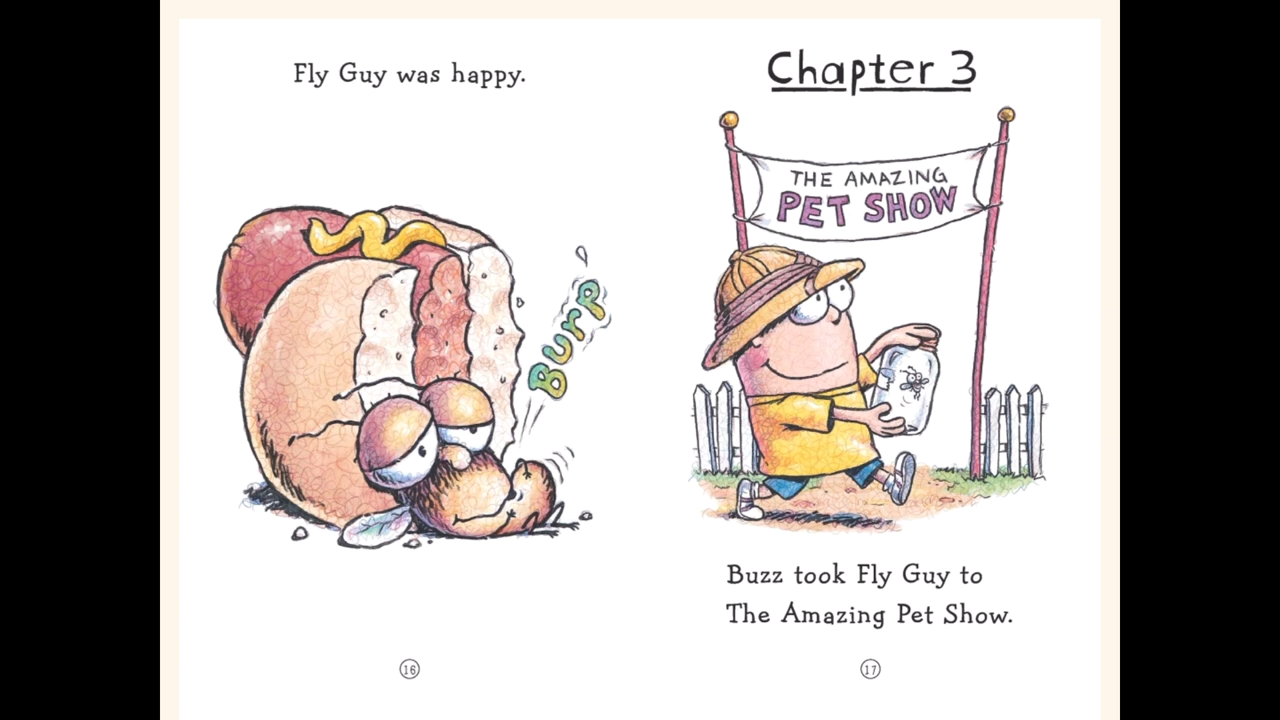 Fly Guy was happy.
Burp
16
Chapter 3
THE AMAZING
PET SHOW
Buzz took Fly Guy to
The Amazing Pet Show.
17